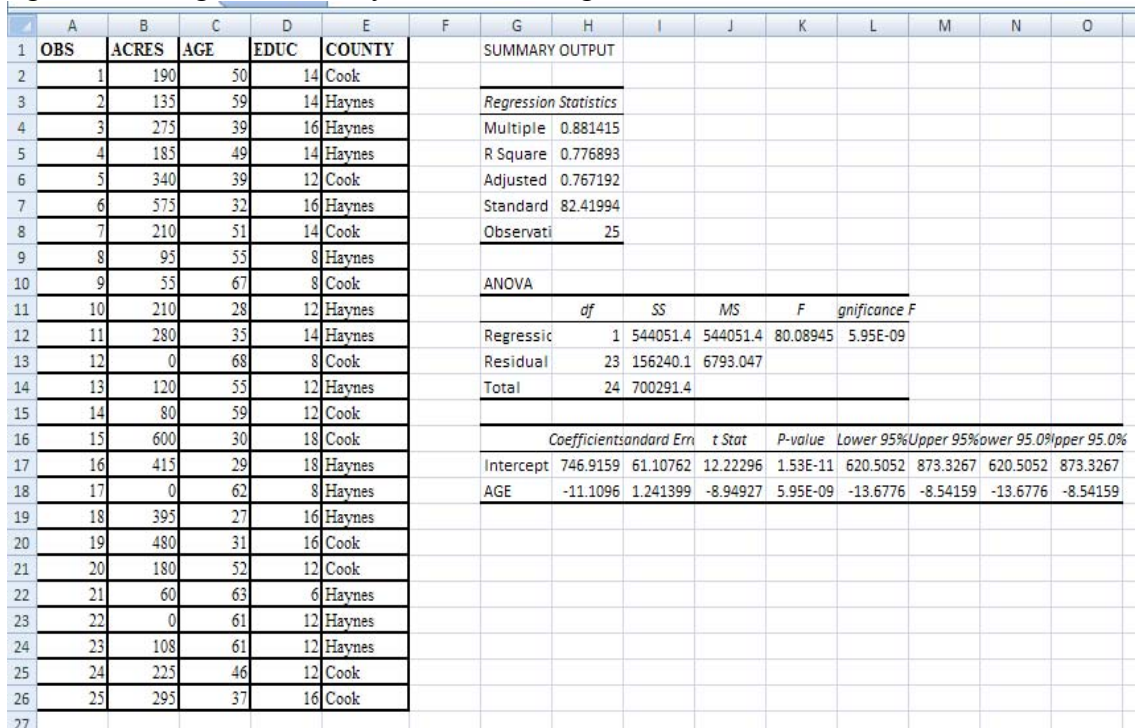 A B C D E F G H I J K L M N O
1 OBS ACRES AGE EDUC COUNTY SUMMARY OUTPUT
2 1 190 50 14 Cook
3 2 135 59 14 Haynes Regression Statistics
4 3 275 39 16 Haynes Multiple 0.881415
5 4 185 49 14 Haynes R Square 0.776893
6 5 340 39 12 Cook Adjusted 0.767192
7 6 575 32 16 Haynes Standard 82.41994
8 7 210 51 14 Cook Observati 25
9 8 95 55 8 Haynes
10 9 55 67 8 Cook ANOVA
11 10 210 28 12 Haynes df SS MS F gnificance F
12 11 280 35 14 Haynes Regressic 1 544051.4 544051.4 80.08945 5.95E-09
13 12 0 68 8 Cook Residual 23 156240.1 6793.047
14 13 120 55 12 Haynes Total 24 700291.4
15 14 80 59 12 Cook
16 15 600 30 18 Cook Coefficients andard Erro t Stat P-value Lower 95% Upper 95% ower 95.0% pper 95.0%
17 16 415 29 18 Haynes Intercept 746.9159 61.10762 12.22296 1.53E-11 620.5052 873.3267 620.5052 873.3267
18 17 0 62 8 Haynes AGE -11.1096 1.241399 -8.94927 5.95E-09 -13.6776 -8.54159 -13.6776 -8.54159
19 18 395 27 16 Haynes
20 19 480 31 16 Cook
21 20 180 52 12 Cook
22 21 60 63 6 Haynes
23 22 0 61 12 Haynes
24 23 108 61 12 Haynes
25 24 225 46 12 Cook
26 25 295 37 16 Cook
27